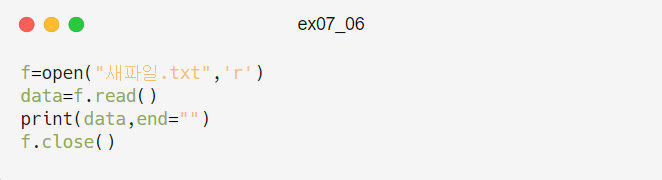 ex07_06
f=open("새파일.txt",'r')
data=f.read()
print(data,end="")
f.close()